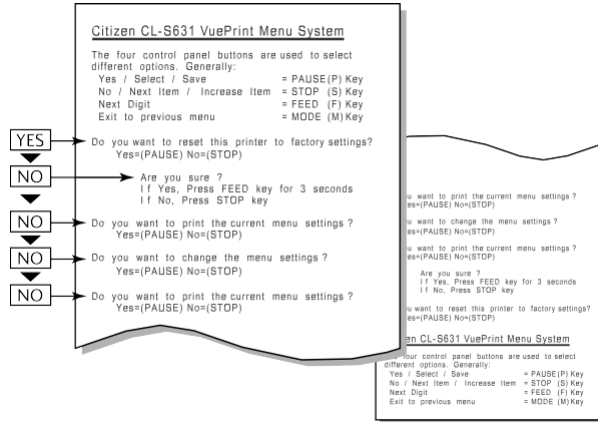 Citizen CL-S631 VuePrint Menu System
The four control panel buttons are used to select
different options. Generally:
Yes / Select / Save = PAUSE(P) Key
No / Next Item / Increase Item = STOP (S) Key
Next Digit = FEED (F) Key
Exit to previous menu = MODE (M) Key
YES
Do you want to reset this printer to factory settings?
Yes=(PAUSE) No=(STOP)
NO
Are you sure ?
If Yes, Press FEED key for 3 seconds
If No, Press STOP key
NO
Do you want to print the current menu settings ?
Yes=(PAUSE) No=(STOP)
NO
Do you want to change the menu settings ?
Yes=(PAUSE) No=(STOP)
NO
Do you want to print the current menu settings ?
Yes=(PAUSE) No=(STOP)
u want to print the current menu settings ?
es=(PAUSE) No=(STOP)
u want to change the menu settings ?
es=(PAUSE) No=(STOP)
u want to print the current menu settings ?
es=(PAUSE) No=(STOP)
Are you sure ?
If Yes, Press FEED key for 3 seconds
If No, Press STOP key
u want to reset this printer to factory settings?
es=(PAUSE) No=(STOP)
en CL-S631 VuePrint Menu System
four control panel buttons are used to select
different options. Generally:
Yes / Select / Save = PAUSE(P) Key
No / Next Item / Increase Item = STOP (S) Key
Next Digit = FEED (F) Key
Exit to previous menu = MODE (M) Key